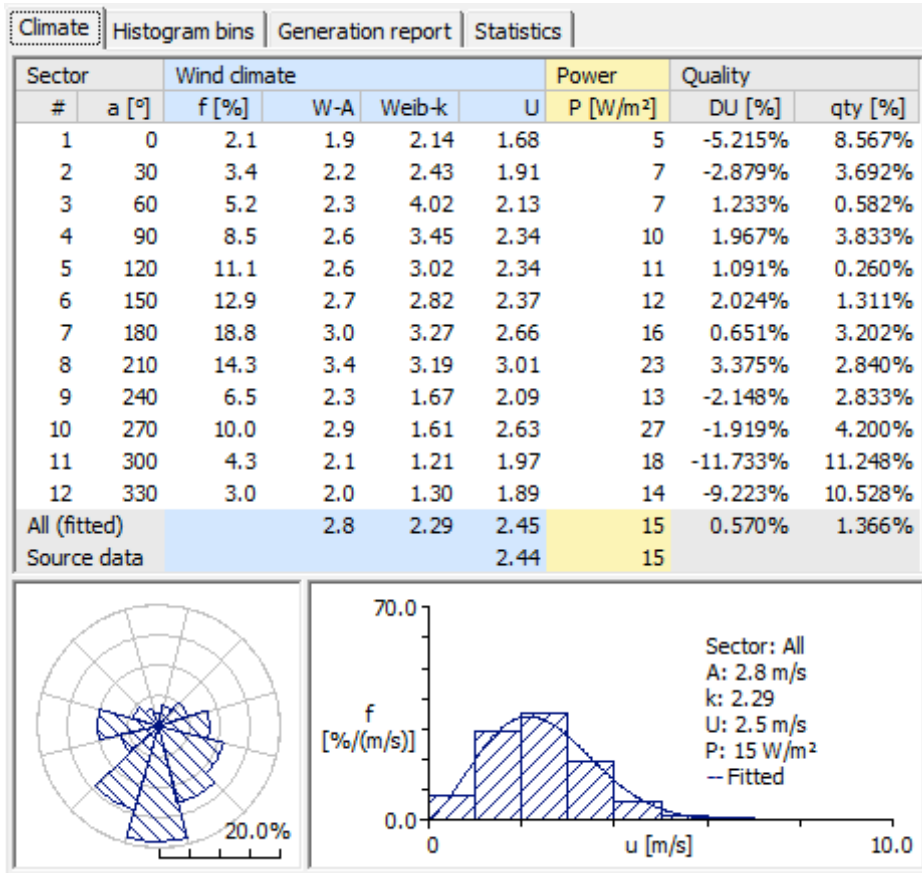 Climate Histogram bins Generation report Statistics
Sector Wind climate Power Quality
# a [°] f [%] W-A Weib-k U P [W/m²] DU [%] qty [%]
1 0 2.1 1.9 2.14 1.68 5 -5.215% 8.567%
2 30 3.4 2.2 2.43 1.91 7 -2.879% 3.692%
3 60 5.2 2.3 4.02 2.13 7 1.233% 0.582%
4 90 8.5 2.6 3.45 2.34 10 1.967% 3.833%
5 120 11.1 2.6 3.02 2.34 11 1.091% 0.260%
6 150 12.9 2.7 2.82 2.37 12 2.024% 1.311%
7 180 18.8 3.0 3.27 2.66 16 0.651% 3.202%
8 210 14.3 3.4 3.19 3.01 23 3.375% 2.840%
9 240 6.5 2.3 1.67 2.09 13 -2.148% 2.833%
10 270 10.0 2.9 1.61 2.63 27 -1.919% 4.200%
11 300 4.3 2.1 1.21 1.97 18 -11.733% 11.248%
12 330 3.0 2.0 1.30 1.89 14 -9.223% 10.528%
All (fitted) 2.8 2.29 2.45 15 0.570% 1.366%
Source data 2.44 15
20.0%
70.0
f
[%/(m/s)]
0.0
0 u [m/s] 10.0
Sector: All
A: 2.8 m/s
k: 2.29
U: 2.5 m/s
P: 15 W/m²
-- Fitted